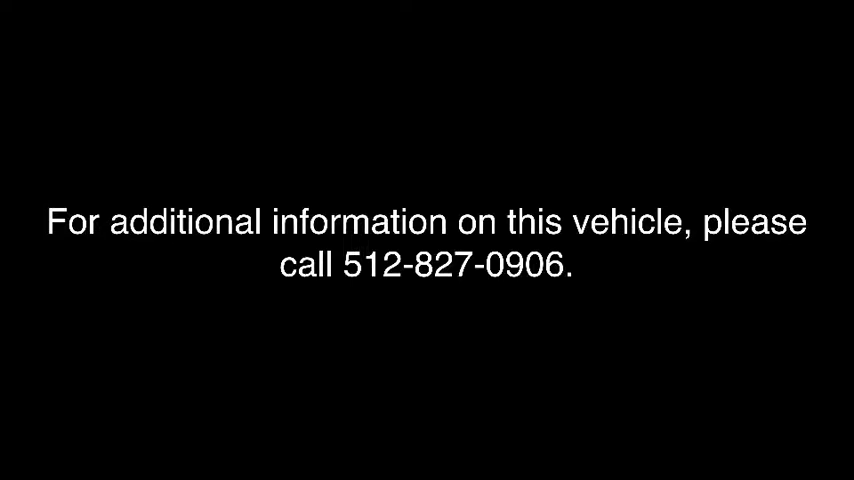 For additional information on this vehicle, please
call 512-827-0906.